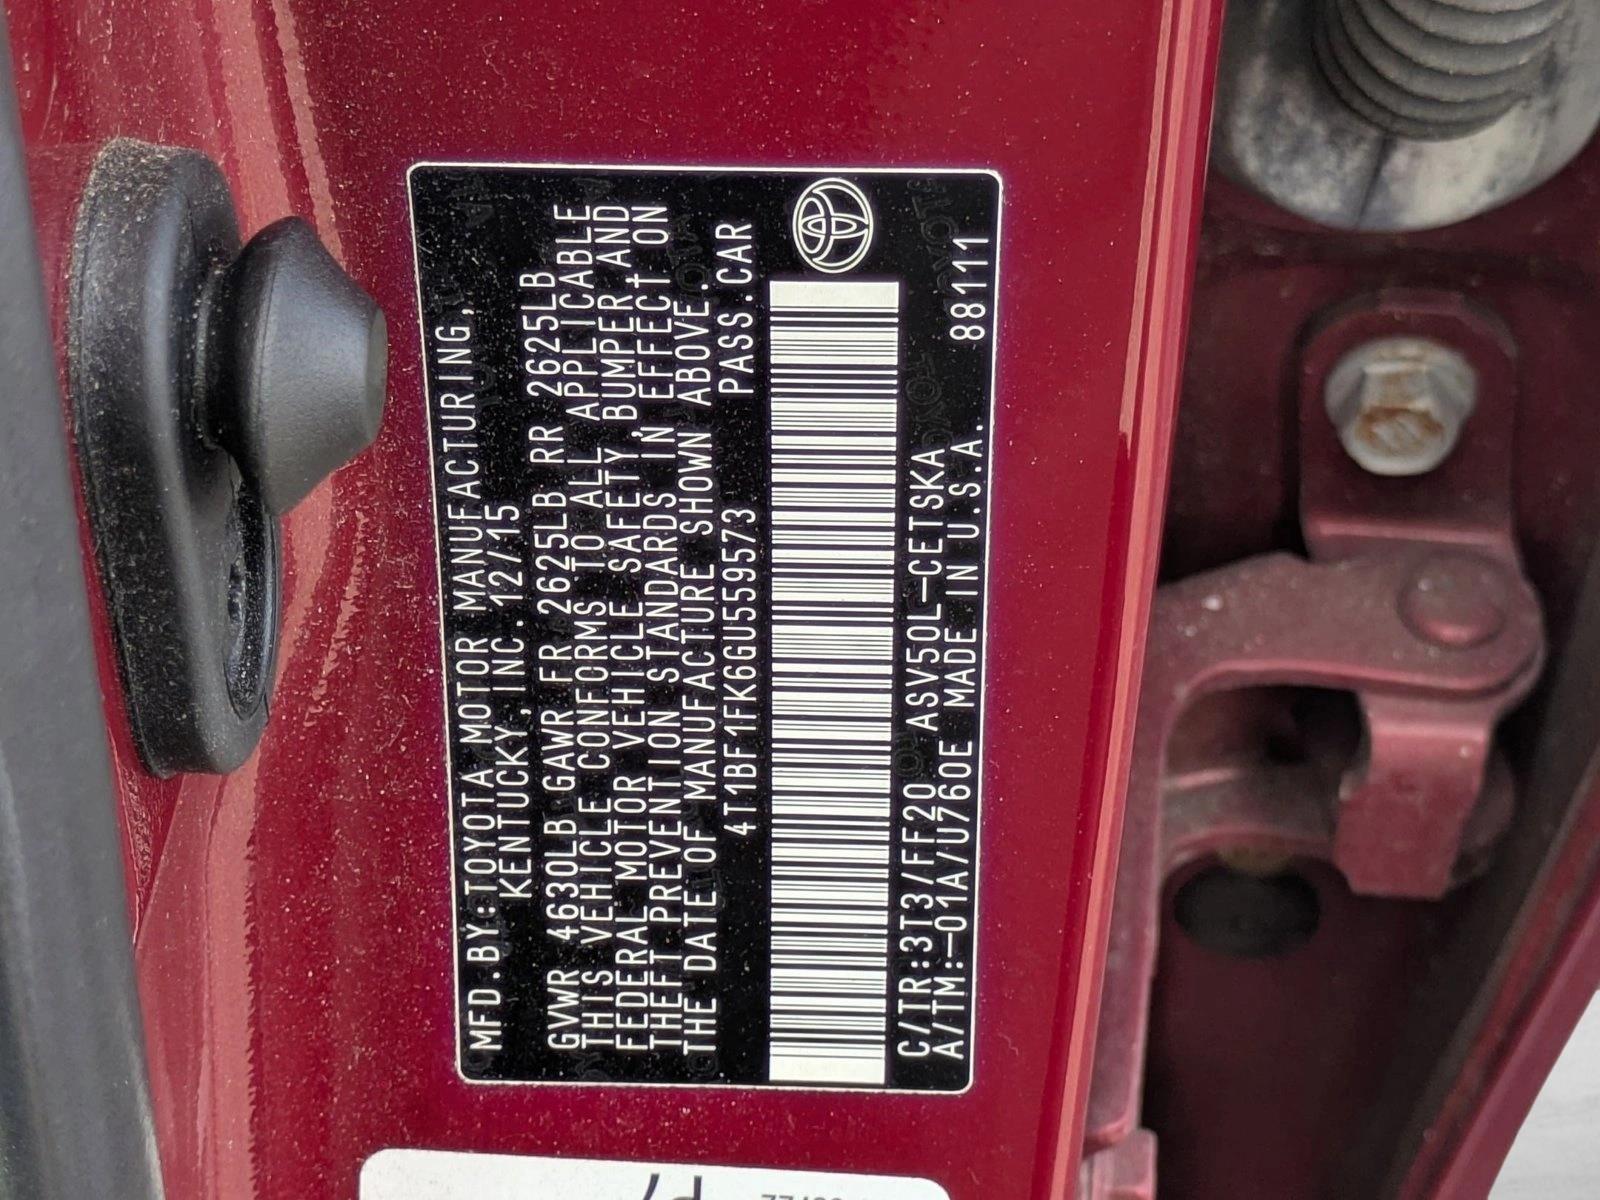 MFD.BY:TOYOTA MOTOR MANUFACTURING,
KENTUCKY,INC.12/15
GVWR 4630LB GAWR FR 2625LB RR 2625LB
THIS VEHICLE CONFORMS TO ALL APPLICABLE
FEDERAL MOTOR VEHICLE SAFETY,BUMPER AND
THEFT PREVENTION STANDARDS IN EFFECT ON
THE DATE OF MANUFACTURE SHOWN ABOVE.
4T1BF1FK6GU559573 PASS.CAR
C/TR:3T3/FF20 ASV50L-CETSKA
A/TM:-01A/U760E MADE IN U.S.A. 88111